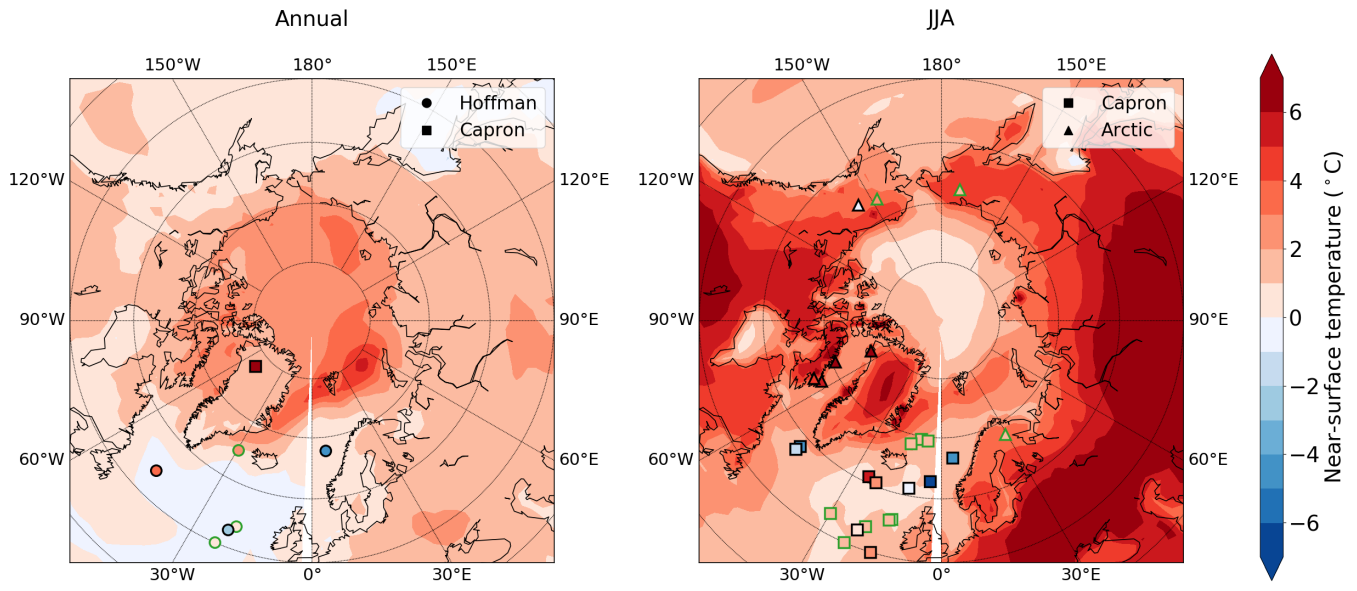 Annual
JJA
150°W 180° 150°E
150°W 180° 150°E
Hoffman
Capron
Capron
Arctic
120°W
120°E
120°W
120°E
90°W
90°E
90°W
90°E
60°W
60°E
60°W
60°E
30°W 0° 30°E
30°W 0° 30°E
6
4
2
0
−2
−4
−6
Near-surface temperature (°C)